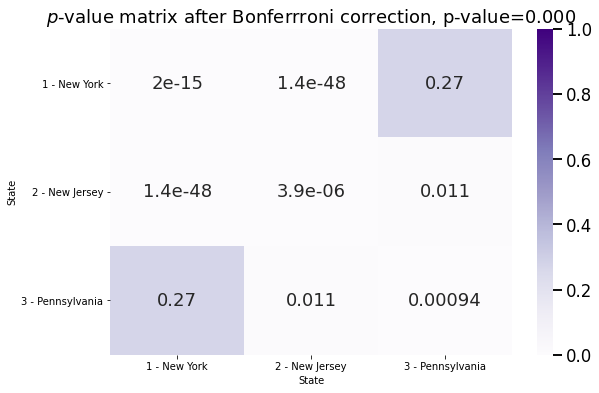 p-value matrix after Bonferrroni correction, p-value=0.000
1.0
1 - New York 2e-15 1.4e-48 0.27
0.8
0.6
State
2 - New Jersey 1.4e-48 3.9e-06 0.011
0.4
0.2
3 - Pennsylvania 0.27 0.011 0.00094
0.0
1 - New York 2 - New Jersey 3 - Pennsylvania
State